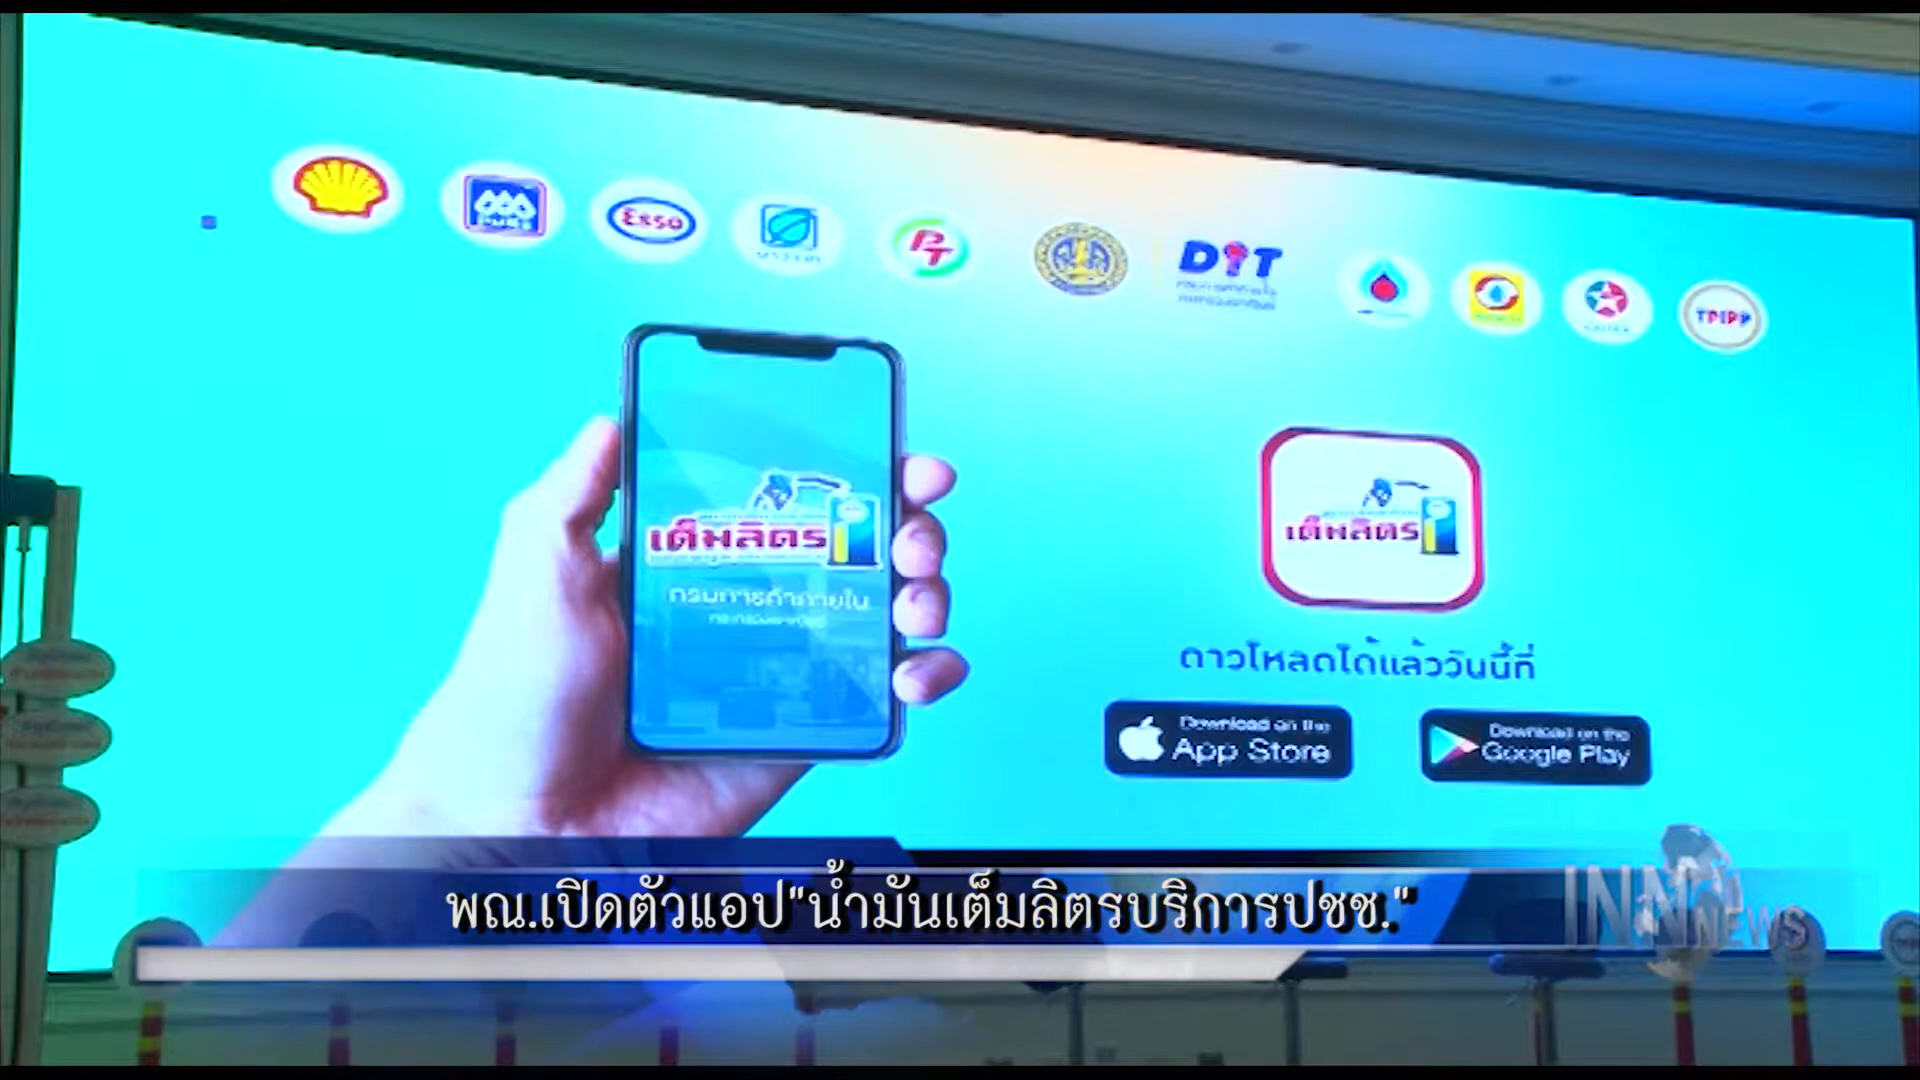 Esso
PT
DIT
TPIPP
เต็มลิตร
กรมการค้าภายใน
เต็มลิตร
ดาวโหลดได้แล้ววันนี้ที่
Download on the
App Store
Download on the
Google Play
พณ.เปิดตัวแอป"น้ำมันเต็มลิตรบริการปชช."
INN NEWS